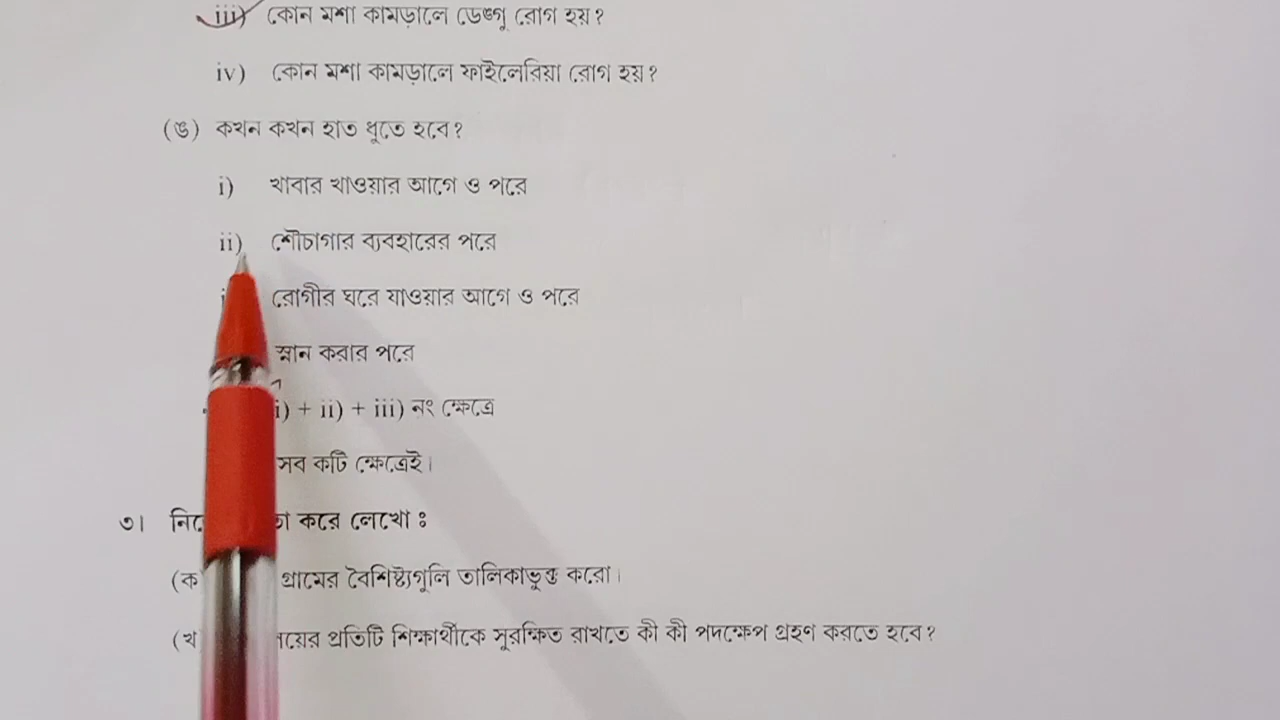 iii) কোন মশা কামড়ালে ডেঙ্গু রোগ হয়?
iv) কোন মশা কামড়ালে ফাইলেরিয়া রোগ হয়?
(ঙ) কখন কখন হাত ধুতে হবে?
i) খাবার খাওয়ার আগে ও পরে
ii) শৌচাগার ব্যবহারের পরে
রোগীর ঘরে যাওয়ার আগে ও পরে
স্নান করার পরে
i) + ii) + iii) নং ক্ষেত্রে
সব কটি ক্ষেত্রেই।
৩। করে লেখো :
(ক গ্রামের বৈশিষ্ট্যগুলি তালিকাভুক্ত করো।
(খ প্রতিটি শিক্ষার্থীকে সুরক্ষিত রাখতে কী কী পদক্ষেপ গ্রহণ করতে হবে?